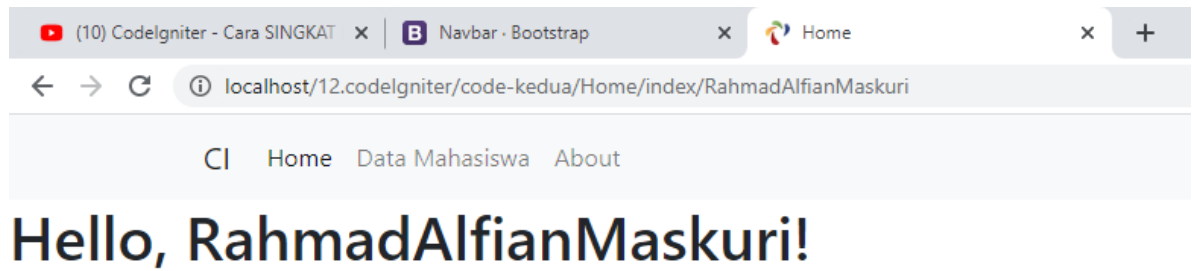 (10) CodeIgniter - Cara SINGKAT
B Navbar · Bootstrap
Home
localhost/12.codeIgniter/code-kedua/Home/index/RahmadAlfianMaskuri
CI Home Data Mahasiswa About
Hello, RahmadAlfianMaskuri!